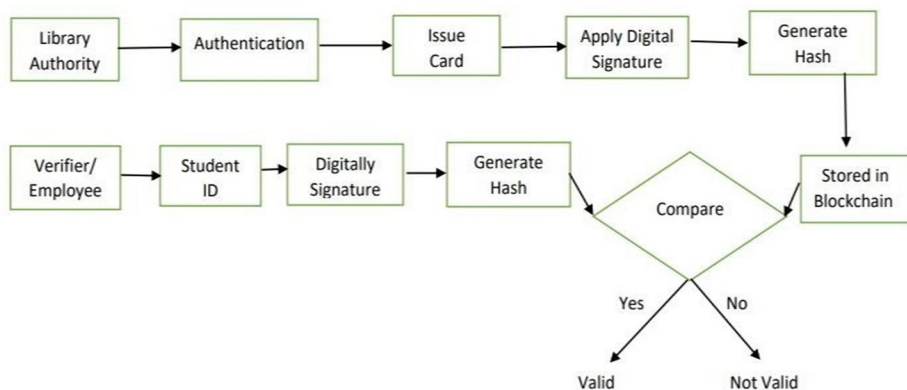 Library
Authority
Authentication
Issue
Card
Apply Digital
Signature
Generate
Hash
Verifier/
Employee
Student
ID
Digitally
Signature
Generate
Hash
Compare
Stored in
Blockchain
Yes
No
Valid
Not Valid